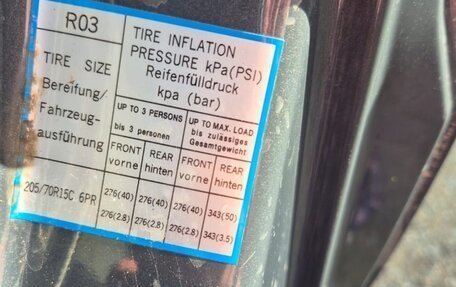 R03
TIRE INFLATION
PRESSURE kPa(PSI)
Reifenfülldruck
kpa (bar)
TIRE SIZE
Bereifung/
Fahrzeug-
ausführung
UP TO 3 PERSONS
bis 3 personen
UP TO MAX. LOAD
bis zulässiges
Gesamtgewicht
FRONT
vorne
REAR
hinten
FRONT
vorne
REAR
hinten
205/70R15C 6PR
276(40) 276(40) 276(40) 343(50)
276(2.8) 276(2.8) 276(2.8) 343(3.5)